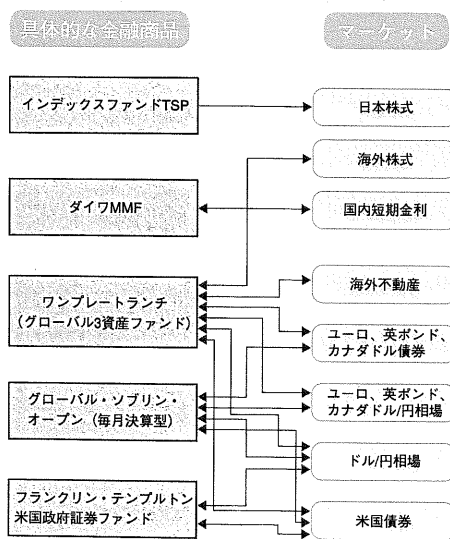 具体的な金融商品
マーケット
インデックスファンドTSP
日本株式
海外株式
ダイワMMF
国内短期金利
海外不動産
ワンプレートランチ
（グローバル3資産ファンド）
ユーロ、英ポンド、
カナダドル債券
グローバル・ソブリン・
オープン（毎月決算型）
ユーロ、英ポンド、
カナダドル/円相場
ドル/円相場
フランクリン・テンプルトン
米国政府証券ファンド
米国債券